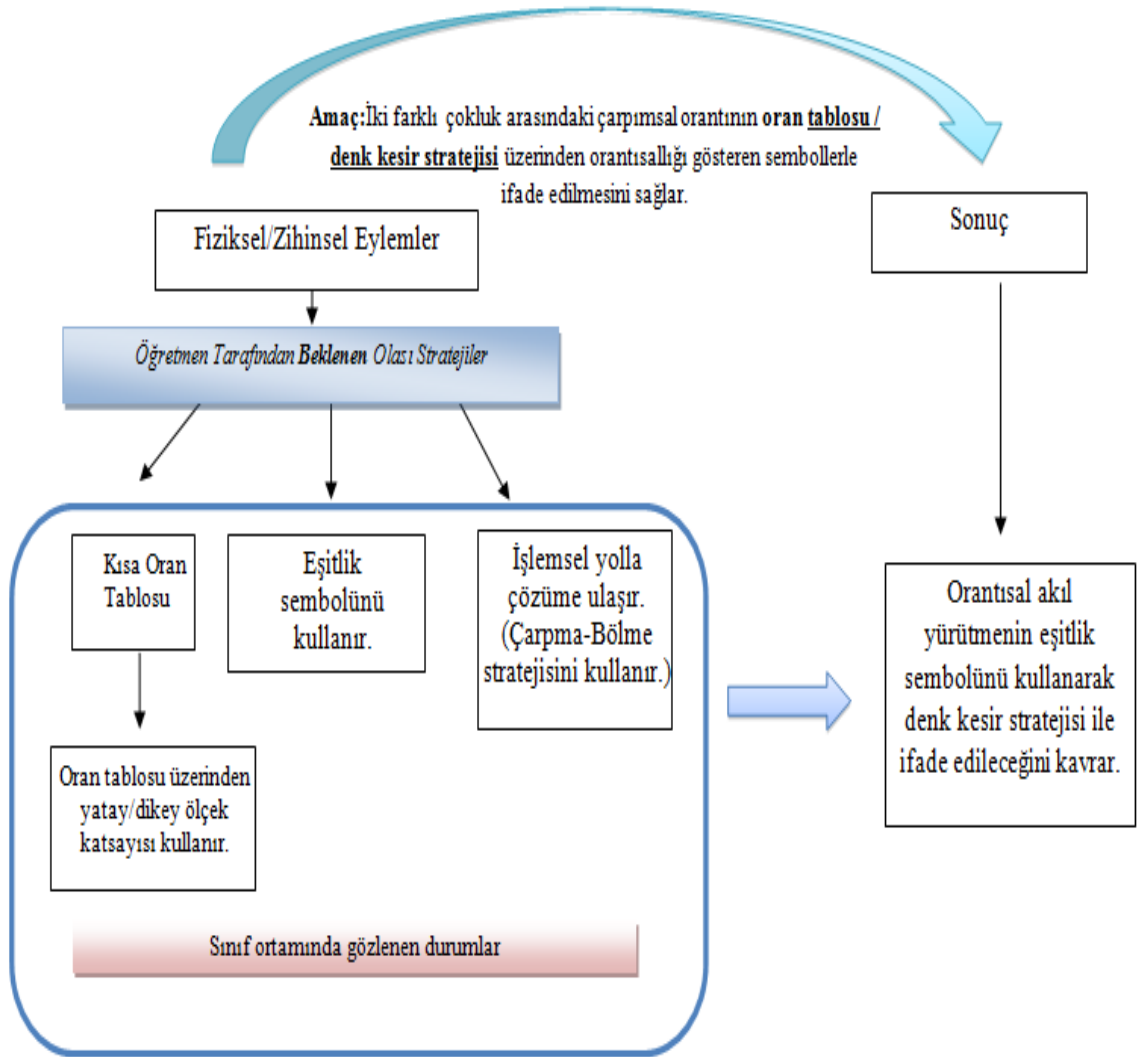 Amaç:İki farklı çokluk arasındaki çarpımsal orantının oran tablosu /
denk kesir stratejisi üzerinden orantısallığı gösteren sembollerle
ifade edilmesini sağlar.
Fiziksel/Zihinsel Eylemler
Sonuç
Öğretmen Tarafından Beklenen Olası Stratejiler
Kısa Oran
Tablosu
Eşitlik
sembolünü
kullanır.
İşlemsel yolla
çözüme ulaşır.
(Çarpma-Bölme
stratejisini kullanır.)
Oran tablosu üzerinden
yatay/dikey ölçek
katsayısı kullanır.
Sınıf ortamında gözlenen durumlar
Orantısal akıl
yürütmenin eşitlik
sembolünü kullanarak
denk kesir stratejisi ile
ifade edileceğini kavrar.